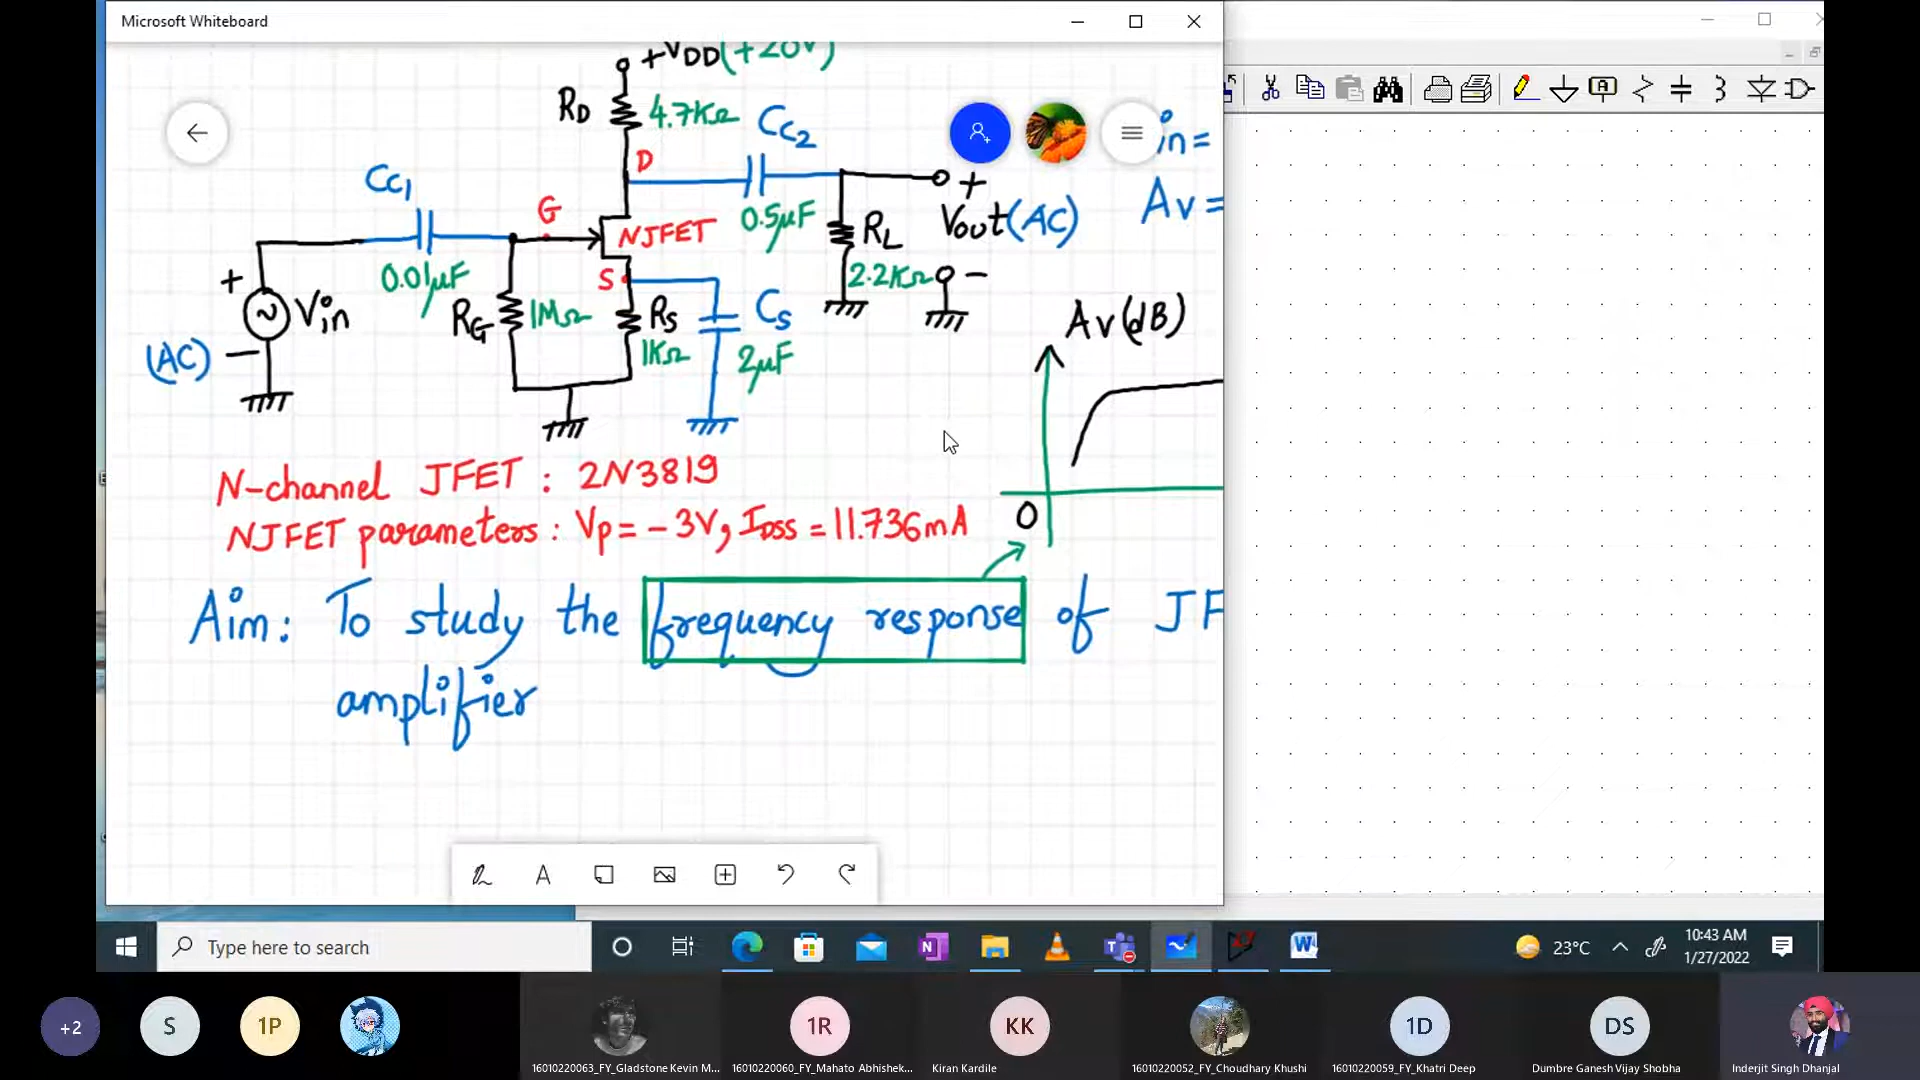 Microsoft Whiteboard
+VDD(+20V)
RD
4.7KΩ
CC2
in=
D
CC1
Av=
G
NJFET
0.5μF
Vout(AC)
+
RL
0.01μF
S
2.2KΩ
-
+
Vin
RG
1MΩ
RS
CS
Av(dB)
(AC)
1KΩ
2μF
N-channel JFET : 2N3819
NJFET parameters : Vp = -3V, IDSS = 11.736mA
0
Aim: To study the frequency response of JF
amplifier
Type here to search
23°C
10:43 AM
1/27/2022
+2
S
1P
1R
KK
1D
DS
16010220063_FY_Gladstone Kevin M...
16010220060_FY_Mahato Abhishek...
Kiran Kardile
16010220052_FY_Choudhary Khushi
16010220059_FY_Khatri Deep
Dumbre Ganesh Vijay Shobha
Inderjit Singh Dhanjal